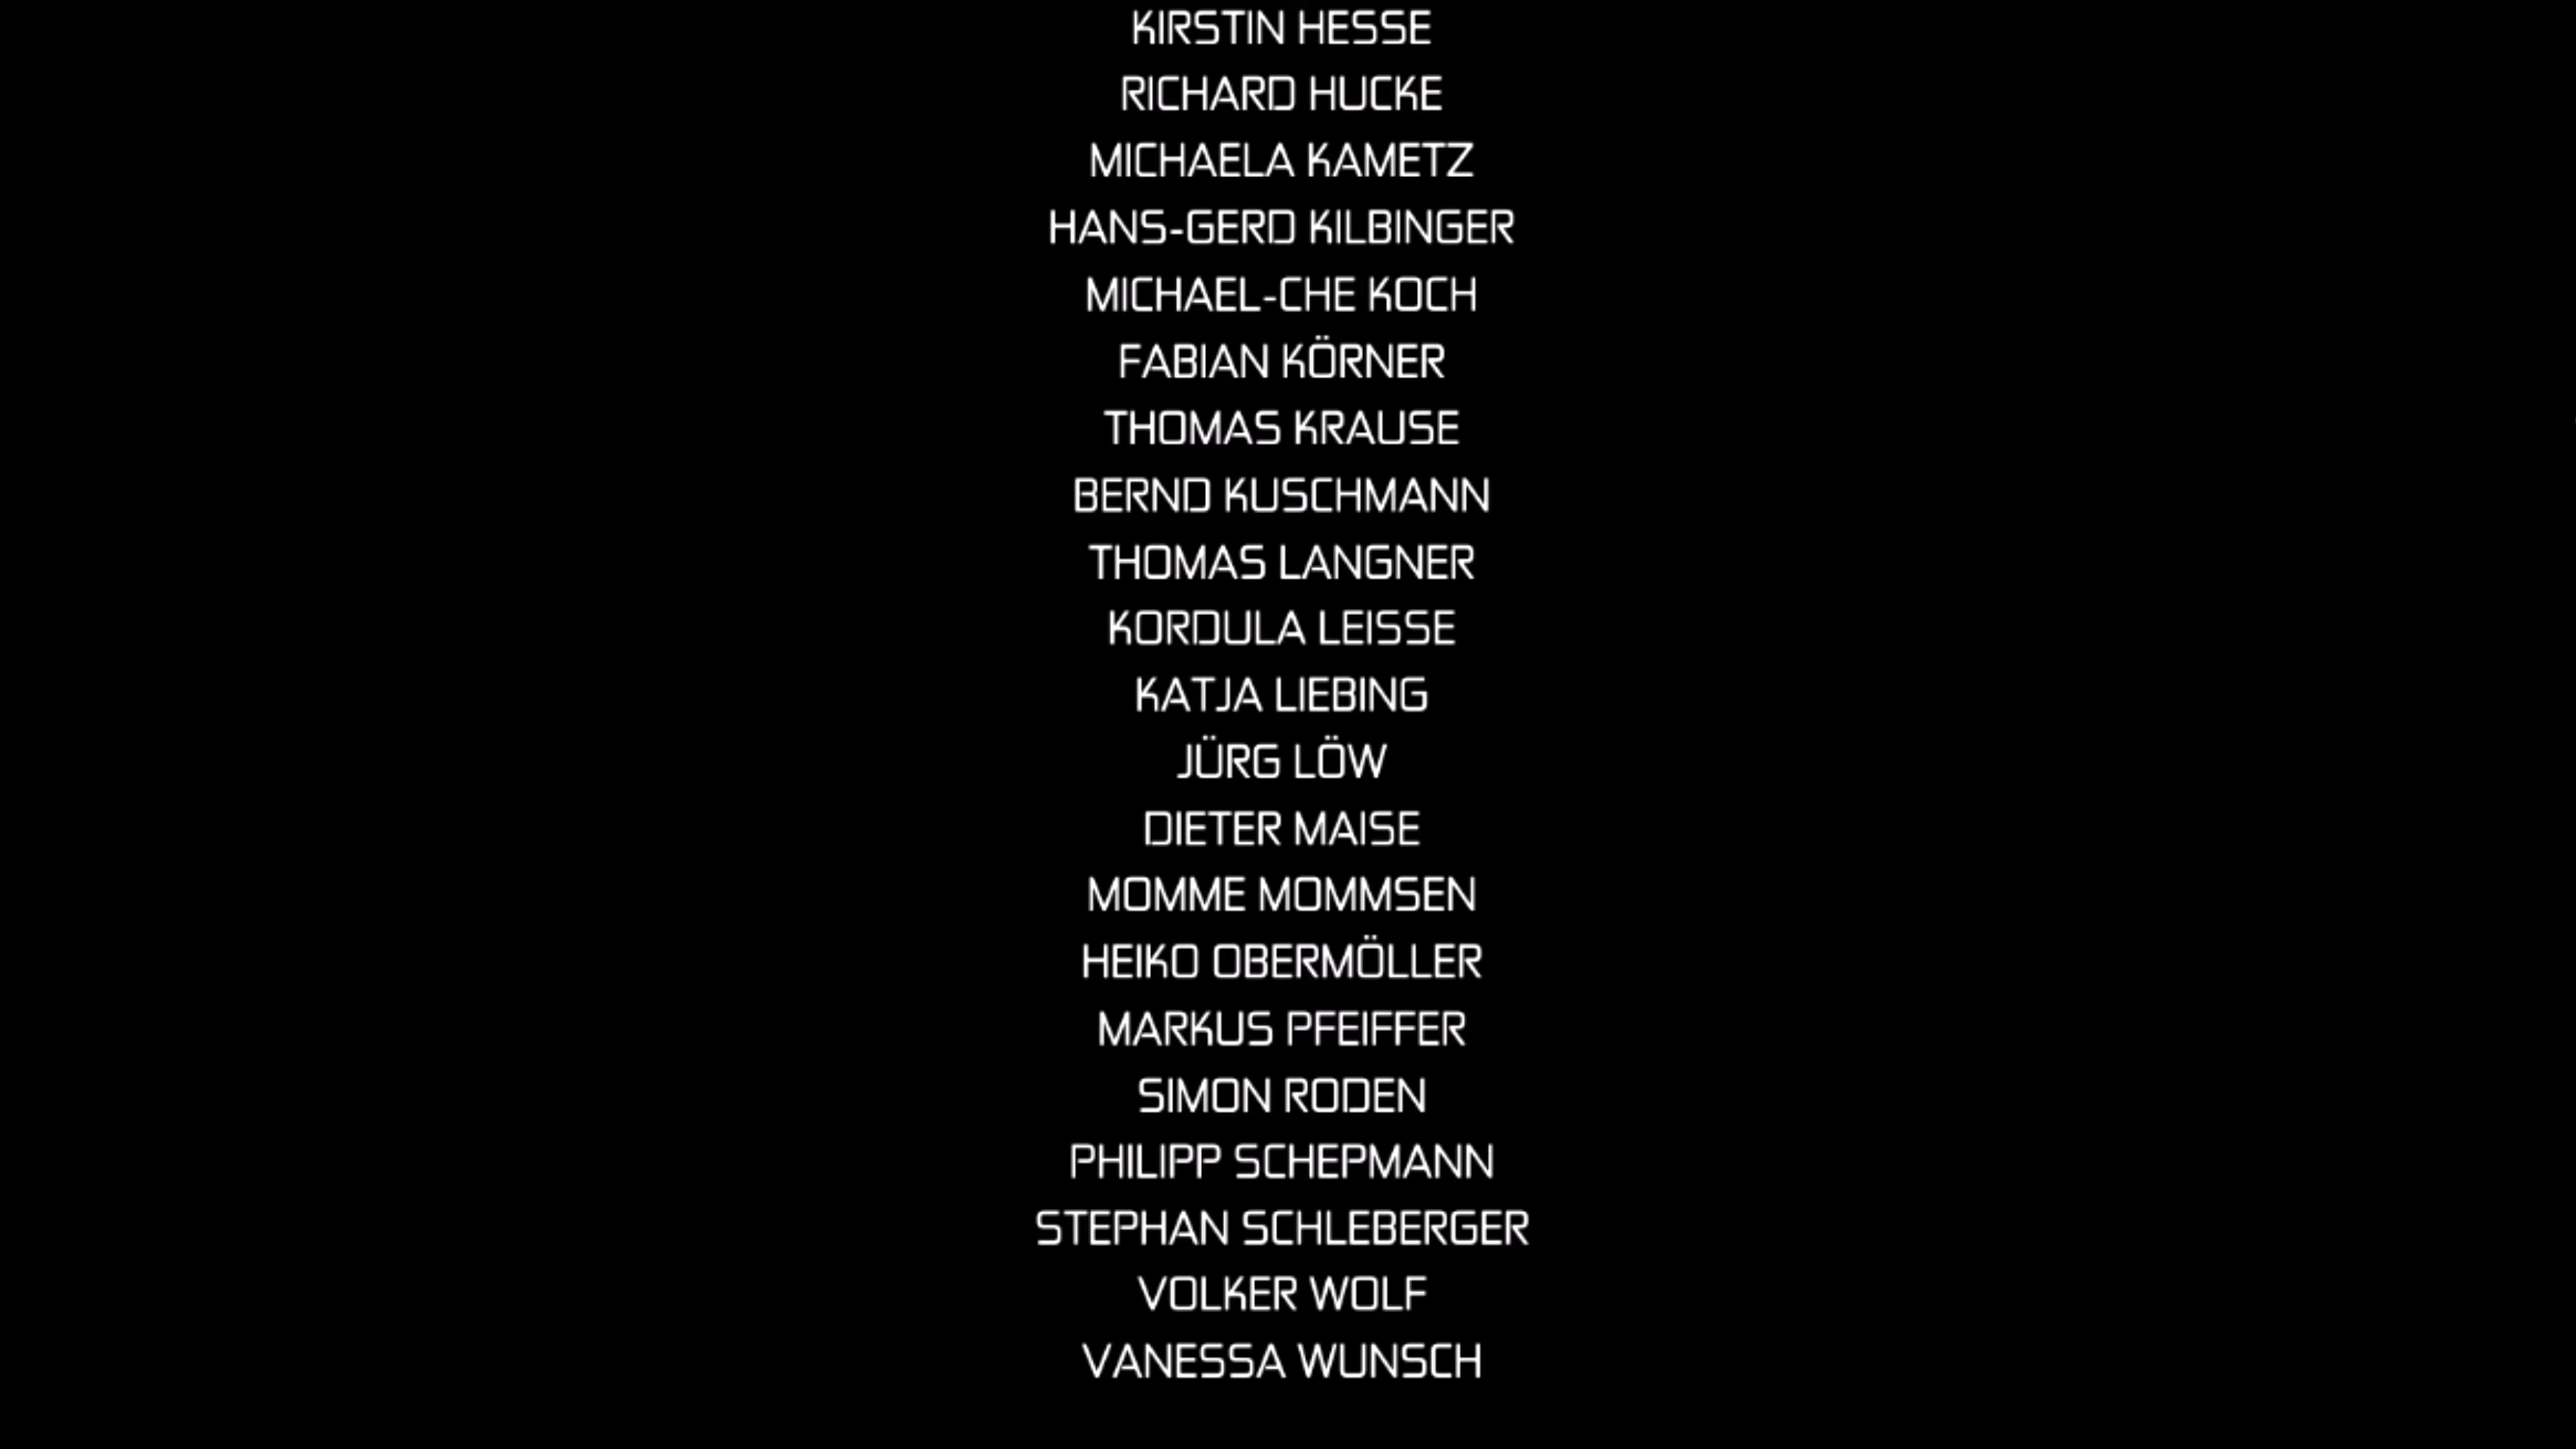 KIRSTIN HESSE
RICHARD HUCKE
MICHAELA KAMETZ
HANS-GERD KILBINGER
MICHAEL-CHE KOCH
FABIAN KÖRNER
THOMAS KRAUSE
BERND KUSCHMANN
THOMAS LANGNER
KORDULA LEISSE
KATJA LIEBING
JÜRG LÖW
DIETER MAISE
MOMME MOMMSEN
HEIKO OBERMÖLLER
MARKUS PFEIFFER
SIMON RODEN
PHILIPP SCHEPMANN
STEPHAN SCHLEBERGER
VOLKER WOLF
VANESSA WUNSCH